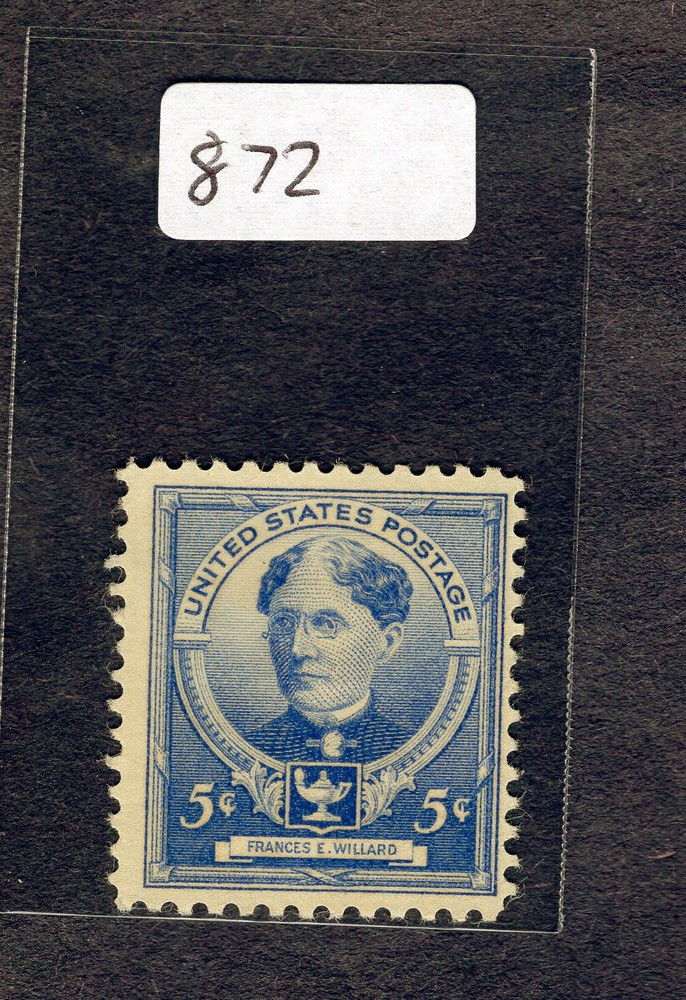 872
UNITED STATES POSTAGE
5¢ 5¢
FRANCES E. WILLARD